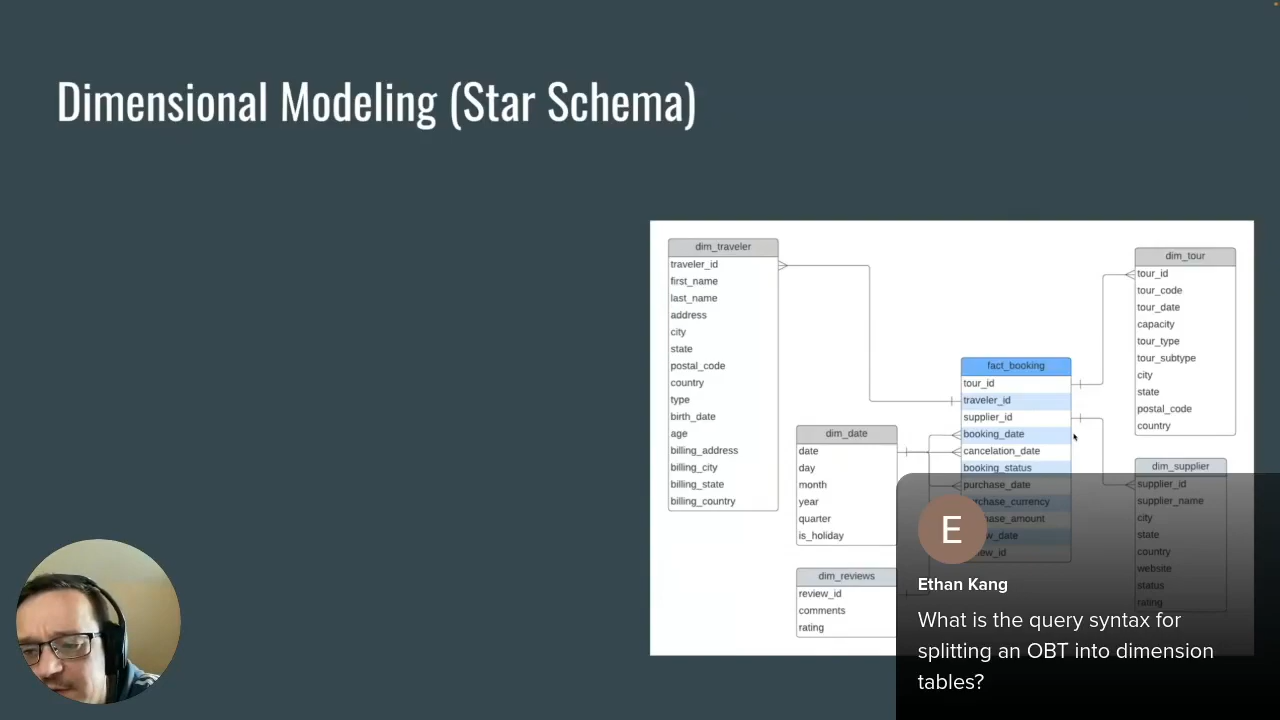 Dimensional Modeling (Star Schema)
dim_traveler
traveler_id
first_name
last_name
address
city
state
postal_code
country
type
birth_date
age
billing_address
billing_city
billing_state
billing_country
dim_date
date
day
month
year
quarter
is_holiday
dim_reviews
review_id
comments
rating
fact_booking
tour_id
traveler_id
supplier_id
booking_date
cancelation_date
booking_status
purchase_date
dim_tour
tour_id
tour_code
tour_date
capacity
tour_type
tour_subtype
city
state
postal_code
country
dim_supplier
supplier_id
supplier_name
city
state
country
website
status
rating
E
Ethan Kang
What is the query syntax for
splitting an OBT into dimension
tables?